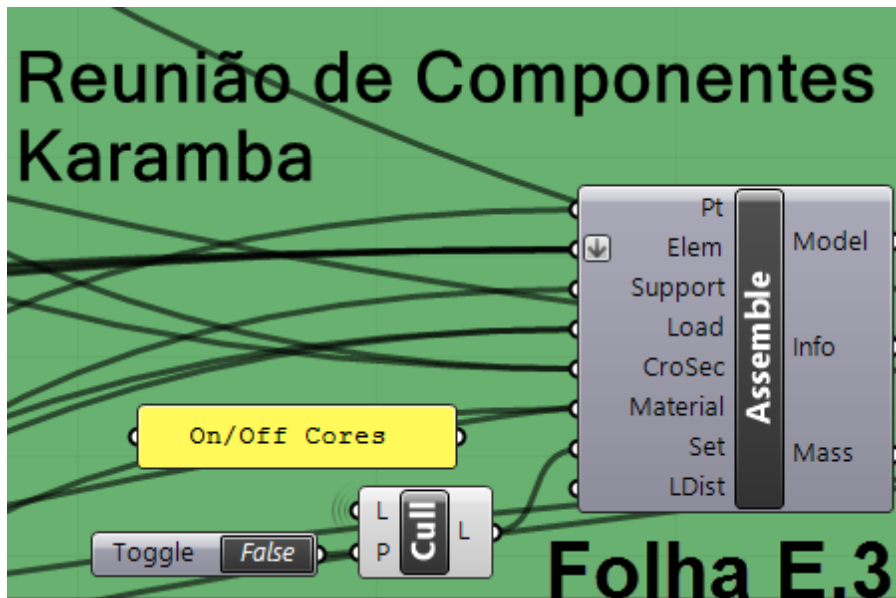 Reunião de Componentes
Karamba
Pt
Elem
Support
Load
CroSec
Material
Set
LDist
Assemble
Model
Info
Mass
On/Off Cores
L
P
Cull
L
Toggle False
Folha E.3